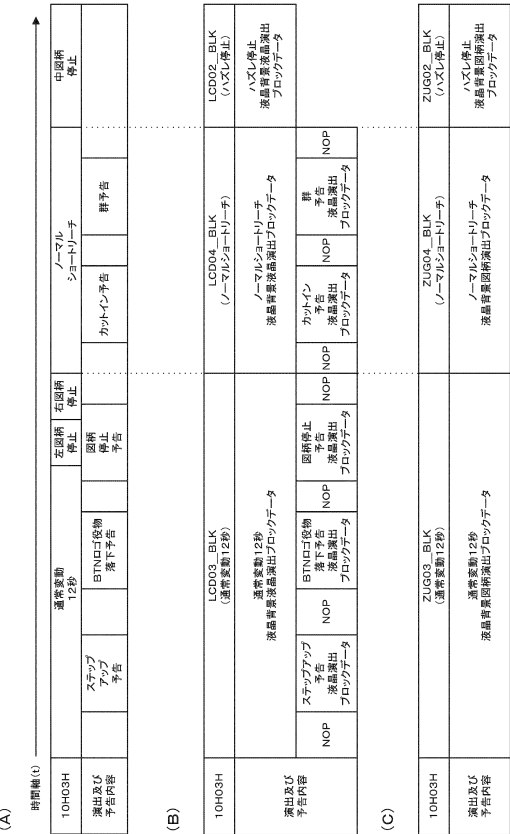 (A)
時間軸(t)
10H03H
通常変動
12秒
左図柄
停止
右図柄
停止
ノーマル
ショートリーチ
中図柄
停止
演出及び
予告内容
ステップ
アップ
予告
BTNロゴ役物
落下予告
図柄
停止
予告
カットイン予告
群予告
(B)
10H03H
LCD03__BLK
(通常変動12秒)
LCD04__BLK
(ノーマルショートリーチ)
LCD02__BLK
(ハズレ停止)
演出及び
予告内容
通常変動12秒
液晶背景液晶演出ブロックデータ
ノーマルショートリーチ
液晶背景液晶演出ブロックデータ
ハズレ停止
液晶背景液晶演出
ブロックデータ
NOP
ステップアップ
予告
液晶演出
ブロックデータ
NOP
BTNロゴ役物
落下予告
液晶演出
ブロックデータ
NOP
図柄停止
予告
液晶演出
ブロックデータ
NOP
NOP
カットイン
予告
液晶演出
ブロックデータ
NOP
群
予告
液晶演出
ブロックデータ
NOP
(C)
10H03H
ZUG03__BLK
(通常変動12秒)
ZUG04__BLK
(ノーマルショートリーチ)
ZUG02__BLK
(ハズレ停止)
演出及び
予告内容
通常変動12秒
液晶背景図柄演出ブロックデータ
ノーマルショートリーチ
液晶背景図柄演出ブロックデータ
ハズレ停止
液晶背景図柄演出
ブロックデータ